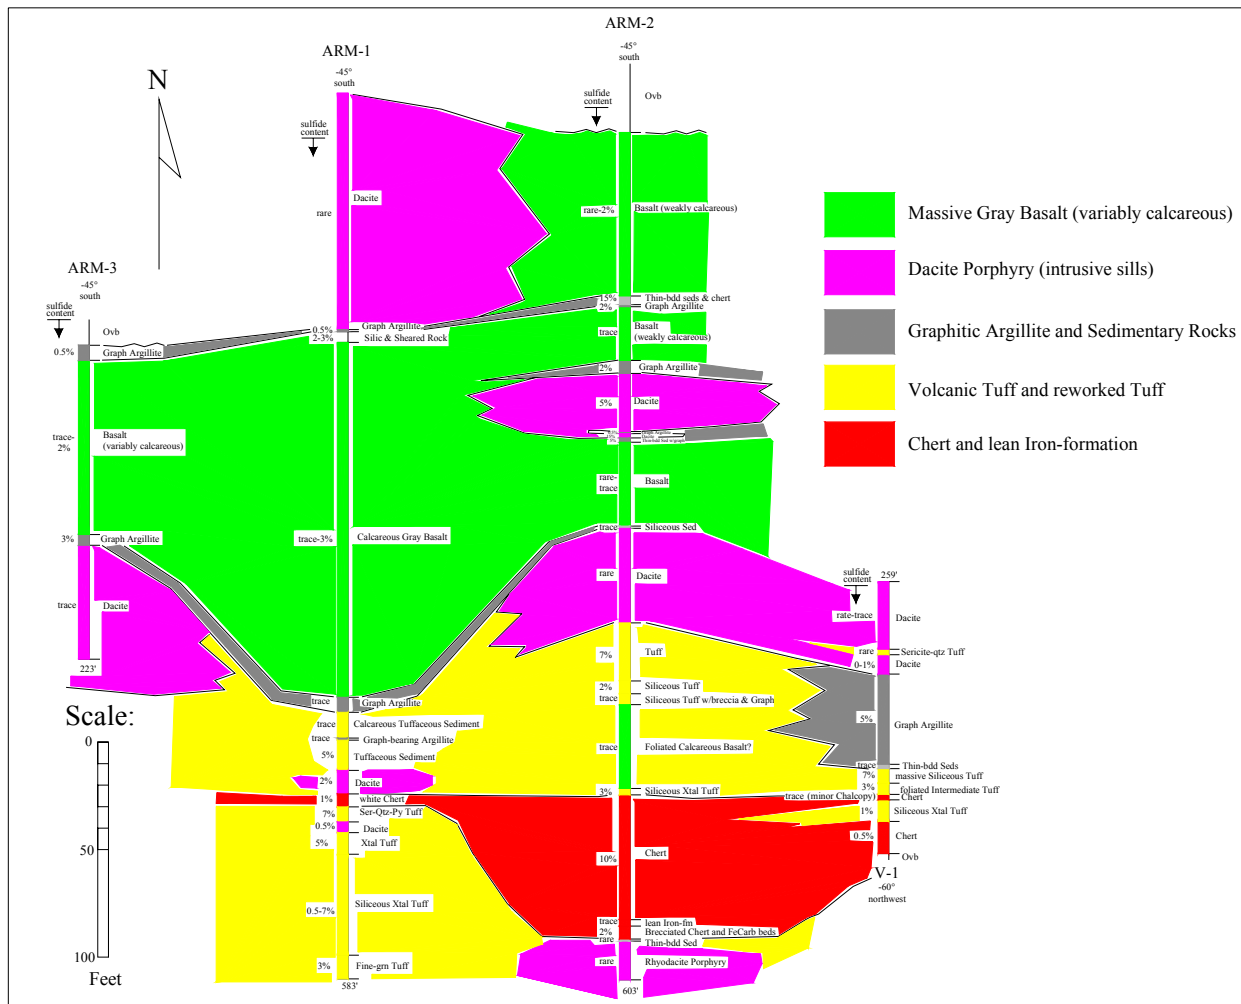 ARM-2
-45°
south
Ovb
sulfide
content
rare-2%
Basalt (weakly calcareous)
15%
Thin-bdd seds & chert
2%
Graph Argillite
trace
Basalt
(weakly calcareous)
2%
Graph Argillite
5%
Dacite
rare-
trace
Basalt
trace
Siliceous Sed
rare
Dacite
7%
Tuff
2%
Siliceous Tuff
trace
Siliceous Tuff w/breccia & Graph
trace
Foliated Calcareous Basalt?
3%
Siliceous Xtal Tuff
10%
Chert
trace
lean Iron-fm
2%
Brecciated Chert and FeCarb beds
rare
Thin-bdd Sed
rare
Rhyodacite Porphyry
603'
ARM-1
-45°
south
sulfide
content
rare
Dacite
0.5%
Graph Argillite
2-3%
Silic & Sheared Rock
trace-3%
Calcareous Gray Basalt
trace
Graph Argillite
trace
Calcareous Tuffaceous Sediment
trace
Graph-bearing Argillite
5%
Tuffaceous Sediment
2%
Dacite
1%
white Chert
7%
Ser-Qtz-Py Tuff
0.5%
Dacite
5%
Xtal Tuff
0.5-7%
Siliceous Xtal Tuff
3%
Fine-grn Tuff
583'
N
ARM-3
-45°
south
sulfide
content
Ovb
0.5%
Graph Argillite
trace-
2%
Basalt
(variably calcareous)
3%
Graph Argillite
trace
Dacite
223'
Scale:
0
50
100
Feet
Massive Gray Basalt (variably calcareous)
Dacite Porphyry (intrusive sills)
Graphitic Argillite and Sedimentary Rocks
Volcanic Tuff and reworked Tuff
Chert and lean Iron-formation
sulfide
content
259'
rate-trace
Dacite
rare
Sericite-qtz Tuff
0-1%
Dacite
5%
Graph Argillite
trace
Thin-bdd Seds
7%
massive Siliceous Tuff
3%
foliated Intermediate Tuff
trace (minor Chalcopy)
Chert
1%
Siliceous Xtal Tuff
0.5%
Chert
Ovb
V-1
-60°
northwest